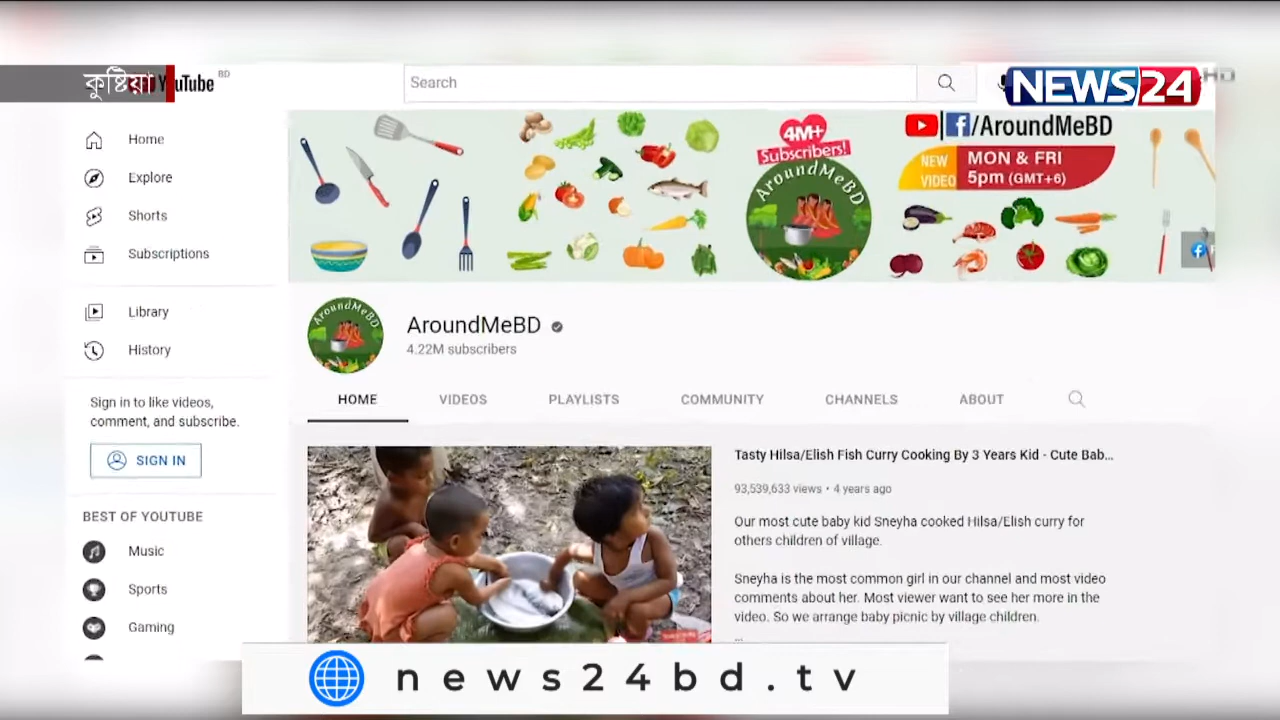 কুষ্টিয়া
YouTube BD
Search
NEWS24 HD
Home
Explore
Shorts
Subscriptions
Library
History
Sign in to like videos,
comment, and subscribe.
SIGN IN
BEST OF YOUTUBE
Music
Sports
Gaming
4M+
Subscribers!
AroundMeBD
/AroundMeBD
NEW VIDEO
MON & FRI
5pm (GMT+6)
AroundMeBD
AroundMeBD
4.22M subscribers
HOME VIDEOS PLAYLISTS COMMUNITY CHANNELS ABOUT
Tasty Hilsa/Elish Fish Curry Cooking By 3 Years Kid - Cute Bab...
93,539,633 views • 4 years ago
Our most cute baby kid Sneyha cooked Hilsa/Elish curry for
others children of village.
Sneyha is the most common girl in our channel and most video
comments about her. Most viewer want to see her more in the
video. So we arrange baby picnic by village children.
...
news24bd.tv